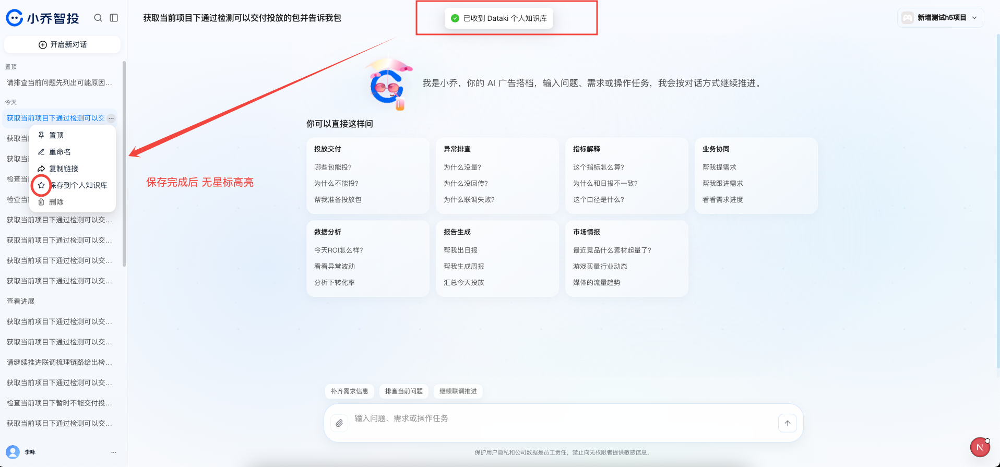 小乔智投
获取当前项目下通过检测可以交付投放的包并告诉我包
已收到 Dataki 个人知识库
新增测试h5项目
开启新对话
置顶
请排查当前问题先列出可能原因...
今天
获取当前项目下通过检测可以交
...
置顶
重命名
复制链接
保存到个人知识库
删除
获取当
获取当
检查当
检查当
获取当前项目下通过检测可以交...
获取当前项目下通过检测可以交...
获取当前项目下通过检测可以交...
获取当前项目下通过检测可以交...
查看进展
获取当前项目下通过检测可以交...
获取当前项目下通过检测可以交...
请继续推进联调梳理链路给出检...
获取当前项目下通过检测可以交...
检查当前项目下暂时不能交付投...
获取当前项目下通过检测可以交...
李咏
...
保存完成后 无星标高亮
我是小乔，你的 AI 广告搭档，输入问题、需求或操作任务，我会按对话方式继续推进。
你可以直接这样问
投放交付
哪些包能投?
为什么不能投?
帮我准备投放包
异常排查
为什么没量?
为什么没回传?
为什么联调失败?
指标解释
这个指标怎么算?
为什么和日报不一致?
这个口径是什么?
业务协同
帮我提需求
帮我跟进需求
看看需求进度
数据分析
今天ROI怎么样?
看看异常波动
分析下转化率
报告生成
帮我出日报
帮我生成周报
汇总今天投放
市场情报
最近竞品什么素材起量了?
游戏买量行业动态
媒体的流量趋势
补齐需求信息
排查当前问题
继续联调推进
输入问题、需求或操作任务
保护用户隐私和公司数据是员工责任，禁止向无权限者提供敏感信息。
N